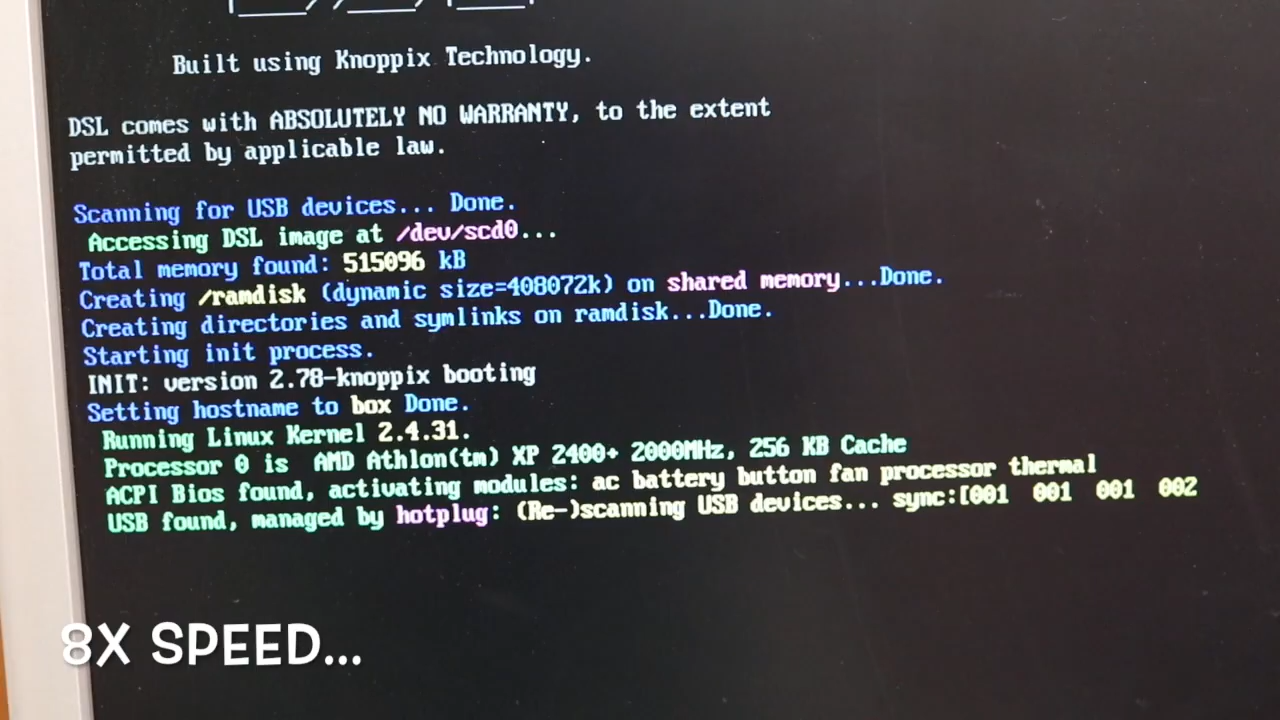 Built using Knoppix Technology.
DSL comes with ABSOLUTELY NO WARRANTY, to the extent
permitted by applicable law.
Scanning for USB devices... Done.
Accessing DSL image at /dev/scd0...
Total memory found: 515096 kB
Creating /ramdisk (dynamic size=408072k) on shared memory...Done.
Creating directories and symlinks on ramdisk...Done.
Starting init process.
INIT: version 2.78-knoppix booting
Setting hostname to box Done.
Running Linux Kernel 2.4.31.
Processor 0 is AMD Athlon(tm) XP 2400+ 2000MHz, 256 KB Cache
ACPI Bios found, activating modules: ac battery button fan processor thermal
USB found, managed by hotplug: (Re-)scanning USB devices... sync:[001 001 001 002
8X SPEED...